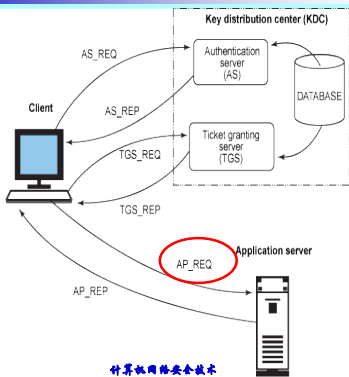 Key distribution center (KDC)
AS_REQ
Authentication
server
(AS)
DATABASE
Client
AS_REP
TGS_REQ
Ticket granting
server
(TGS)
TGS_REP
Application server
AP_REQ
AP_REP
计算机网络安全技术